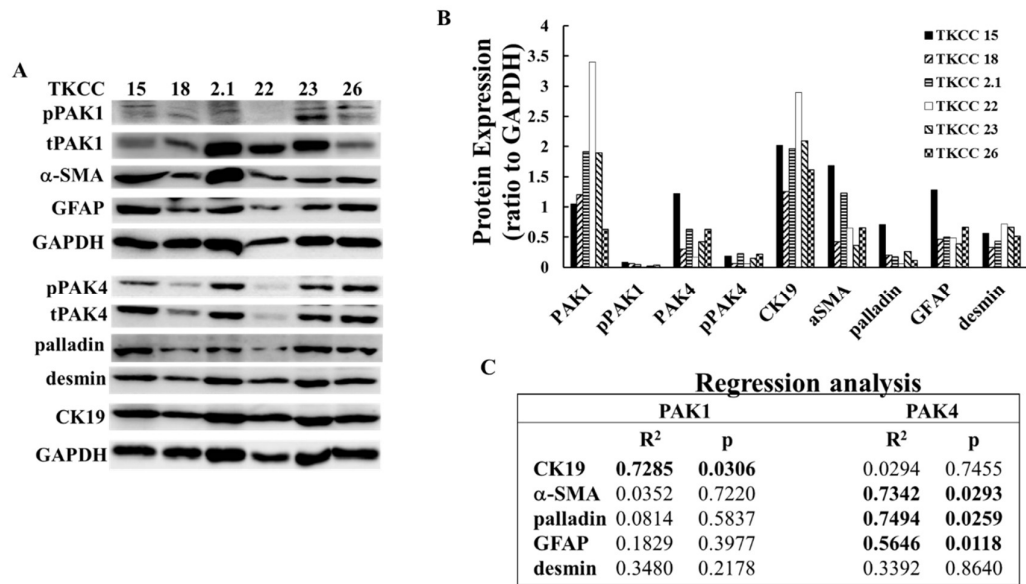 A
TKCC 15 18 2.1 22 23 26
pPAK1
tPAK1
α-SMA
GFAP
GAPDH
pPAK4
tPAK4
palladin
desmin
CK19
GAPDH
B
Protein Expression
(ratio to GAPDH)
4
3.5
3
2.5
2
1.5
1
0.5
0
PAK1
pPAK1
PAK4
pPAK4
CK19
aSMA
palladin
GFAP
desmin
TKCC 15
TKCC 18
TKCC 2.1
TKCC 22
TKCC 23
TKCC 26
C
Regression analysis
PAK1 PAK4
R² p R² p
CK19 0.7285 0.0306 0.0294 0.7455
α-SMA 0.0352 0.7220 0.7342 0.0293
palladin 0.0814 0.5837 0.7494 0.0259
GFAP 0.1829 0.3977 0.5646 0.0118
desmin 0.3480 0.2178 0.3392 0.8640